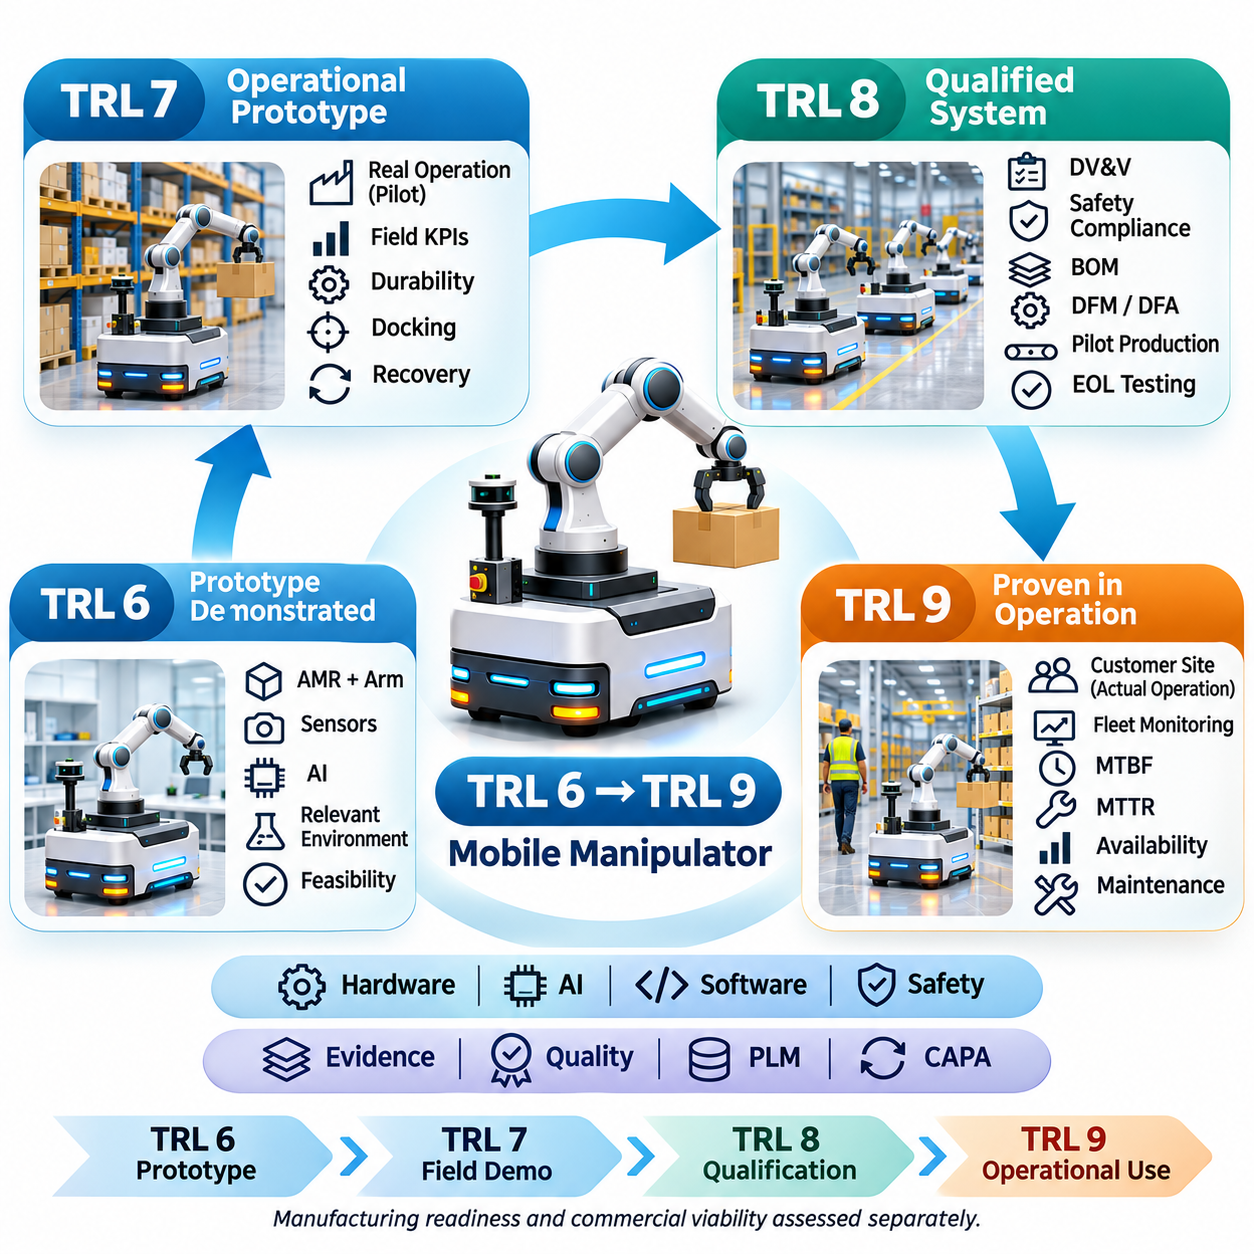 TRL 7
Operational
Prototype
Real Operation
(Pilot)
Field KPIs
Durability
Docking
Recovery
TRL 8
Qualified
System
DV&V
Safety
Compliance
BOM
DFM / DFA
Pilot Production
EOL Testing
TRL 6
Prototype
Demonstrated
AMR + Arm
Sensors
AI
Relevant
Environment
Feasibility
TRL 9
Proven in
Operation
Customer Site
(Actual Operation)
Fleet Monitoring
MTBF
MTTR
Availability
Maintenance
TRL 6 → TRL 9
Mobile Manipulator
Hardware | AI | Software | Safety
Evidence | Quality | PLM | CAPA
TRL 6
Prototype
TRL 7
Field Demo
TRL 8
Qualification
TRL 9
Operational Use
Manufacturing readiness and commercial viability assessed separately.